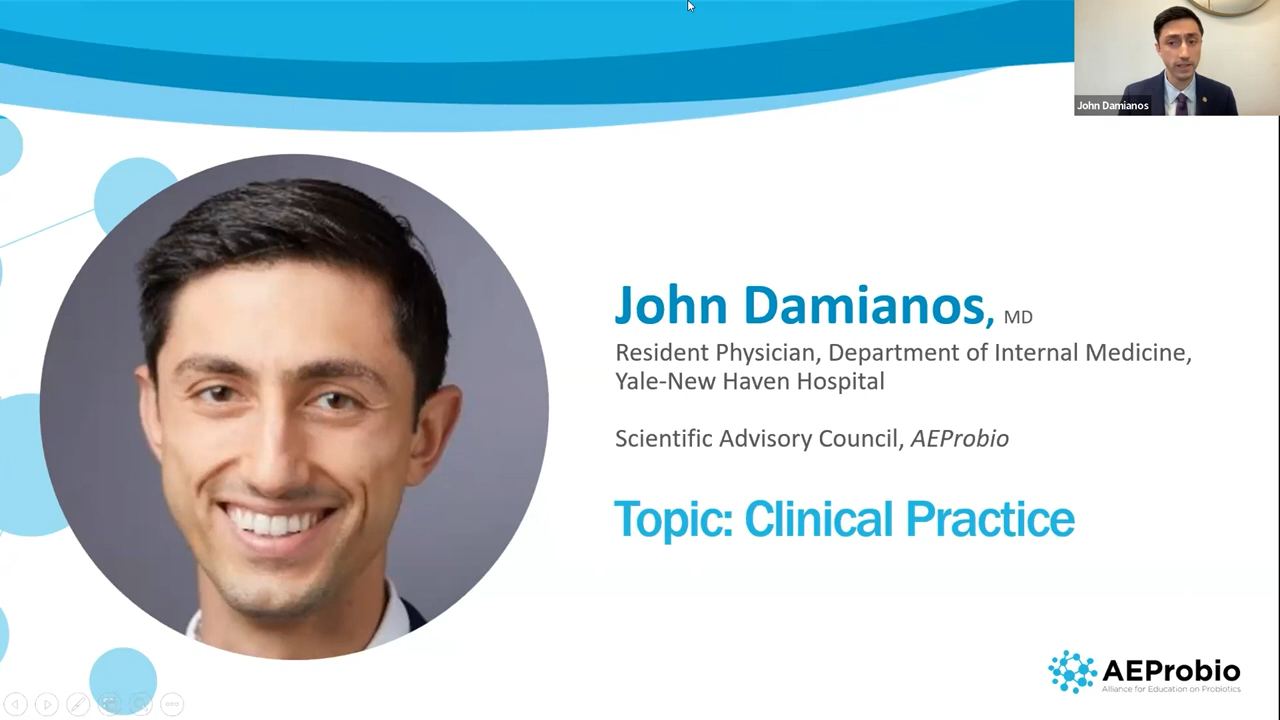 John Damianos
John Damianos, MD
Resident Physician, Department of Internal Medicine,
Yale-New Haven Hospital
Scientific Advisory Council, AEProbio
Topic: Clinical Practice
AEProbio
Alliance for Education on Probiotics